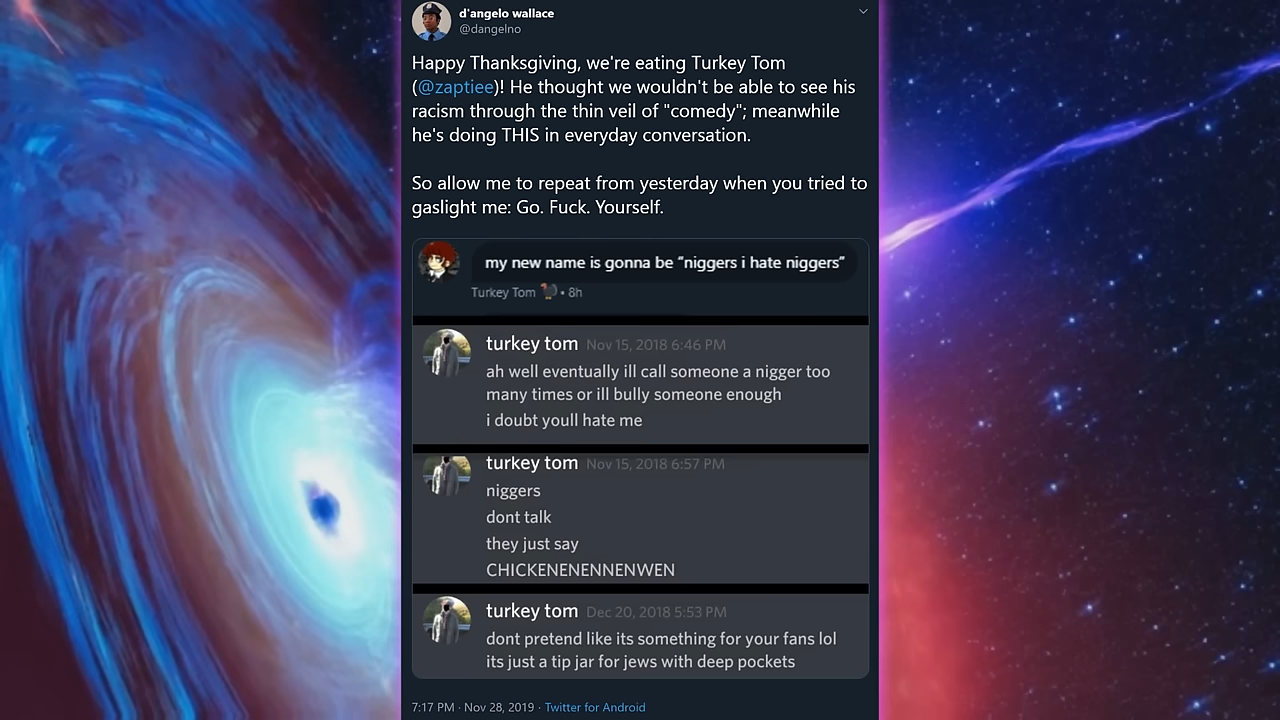 d'angelo wallace
@dangelno
Happy Thanksgiving, we're eating Turkey Tom
(@zaptiee)! He thought we wouldn't be able to see his
racism through the thin veil of "comedy"; meanwhile
he's doing THIS in everyday conversation.
So allow me to repeat from yesterday when you tried to
gaslight me: Go. Fuck. Yourself.
my new name is gonna be “niggers i hate niggers”
Turkey Tom 🦃 • 8h
turkey tom Nov 15, 2018 6:46 PM
ah well eventually ill call someone a nigger too
many times or ill bully someone enough
i doubt youll hate me
turkey tom Nov 15, 2018 6:57 PM
niggers
dont talk
they just say
CHICKENENENNENWEN
turkey tom Dec 20, 2018 5:53 PM
dont pretend like its something for your fans lol
its just a tip jar for jews with deep pockets
7:17 PM · Nov 28, 2019 · Twitter for Android